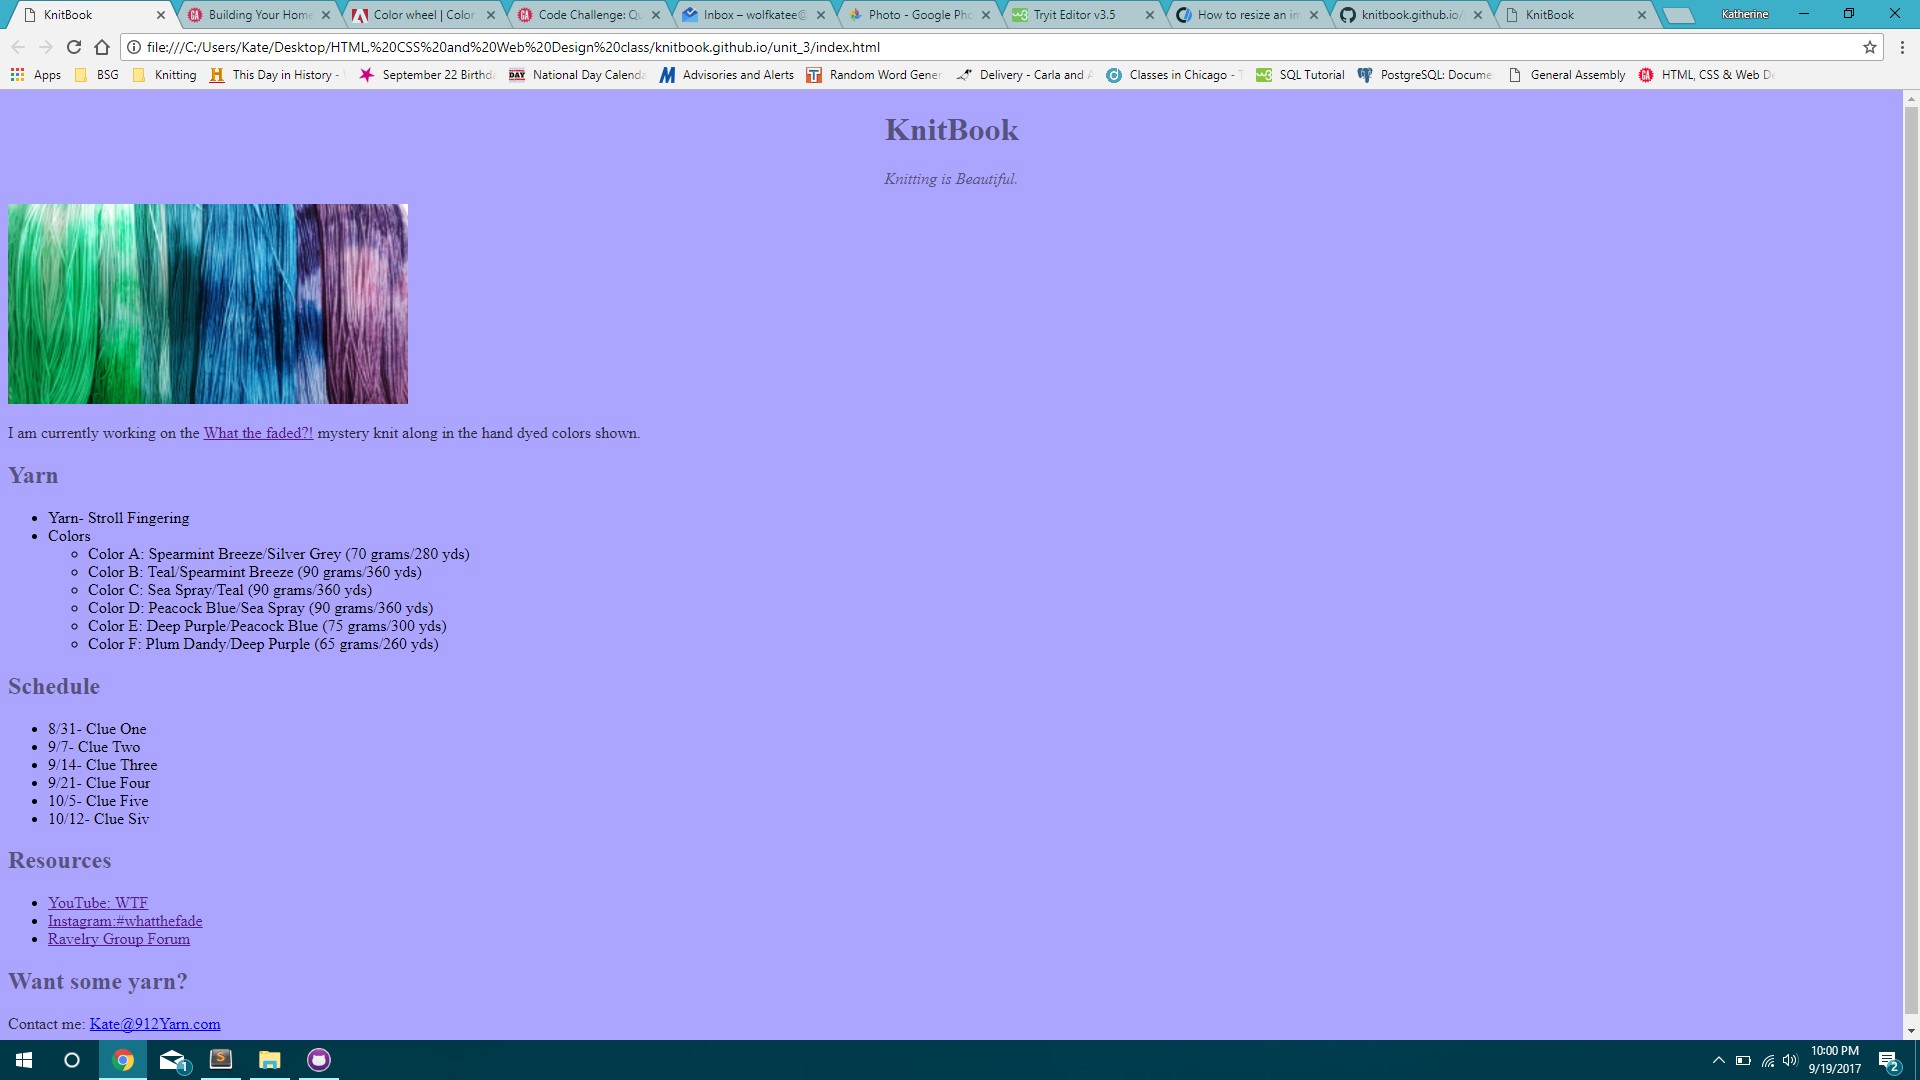 KnitBook
Building Your Home
Color wheel | Color
Code Challenge: Qu
Inbox – wolfkatee@
Photo - Google Pho
Tryit Editor v3.5
How to resize an im
knitbook.github.io/
KnitBook
Katherine
file:///C:/Users/Kate/Desktop/HTML,%20CSS%20and%20Web%20Design%20class/knitbook.github.io/unit_3/index.html
Apps
BSG
Knitting
This Day in History -
September 22 Birthda
National Day Calenda
Advisories and Alerts
Random Word Gener
Delivery - Carla and
Classes in Chicago -
SQL Tutorial
PostgreSQL: Docume
General Assembly
HTML, CSS & Web De
KnitBook
Knitting is Beautiful.
I am currently working on the What the faded?! mystery knit along in the hand dyed colors shown.
Yarn
Yarn- Stroll Fingering
Colors
Color A: Spearmint Breeze/Silver Grey (70 grams/280 yds)
Color B: Teal/Spearmint Breeze (90 grams/360 yds)
Color C: Sea Spray/Teal (90 grams/360 yds)
Color D: Peacock Blue/Sea Spray (90 grams/360 yds)
Color E: Deep Purple/Peacock Blue (75 grams/300 yds)
Color F: Plum Dandy/Deep Purple (65 grams/260 yds)
Schedule
8/31- Clue One
9/7- Clue Two
9/14- Clue Three
9/21- Clue Four
10/5- Clue Five
10/12- Clue Siv
Resources
YouTube: WTF
Instagram:#whatthefade
Ravelry Group Forum
Want some yarn?
Contact me: Kate@912Yarn.com
1
10:00 PM
9/19/2017
2